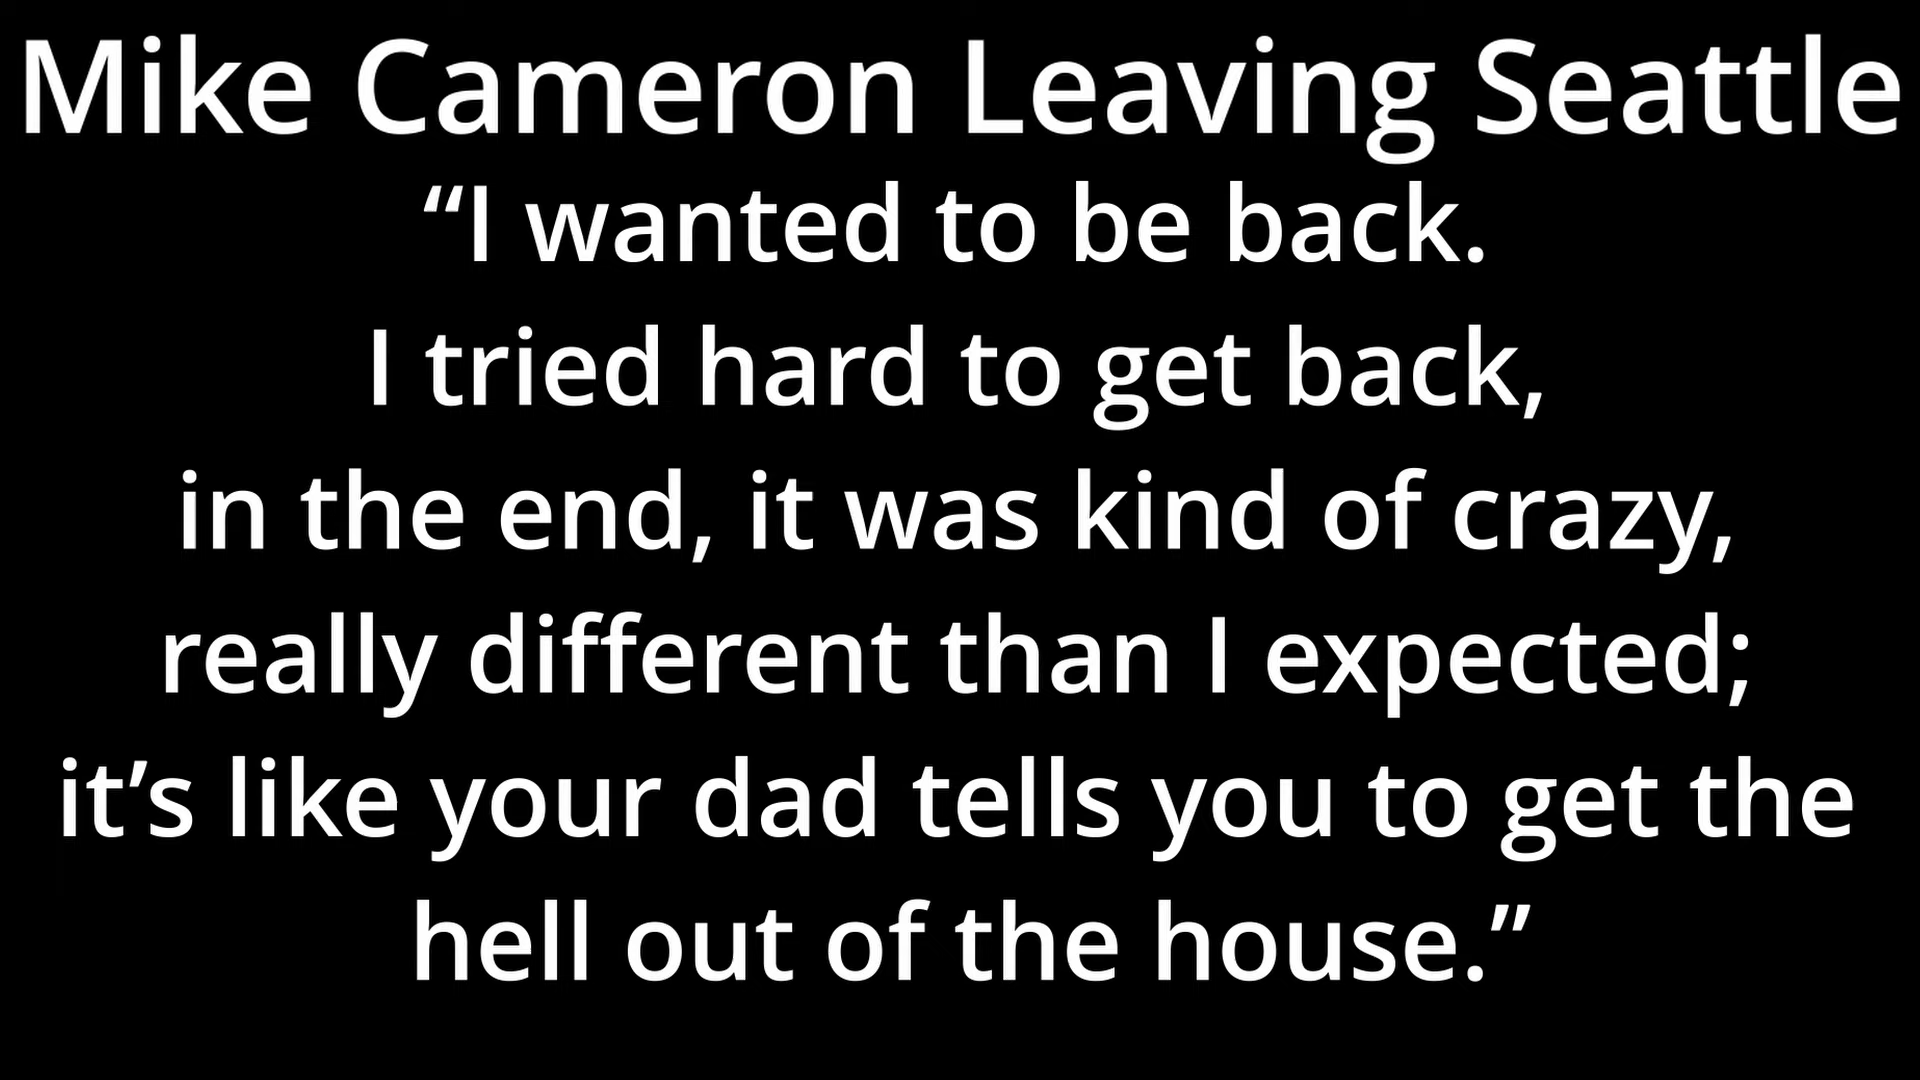 Mike Cameron Leaving Seattle
“I wanted to be back.
I tried hard to get back,
in the end, it was kind of crazy,
really different than I expected;
it’s like your dad tells you to get the
hell out of the house.”